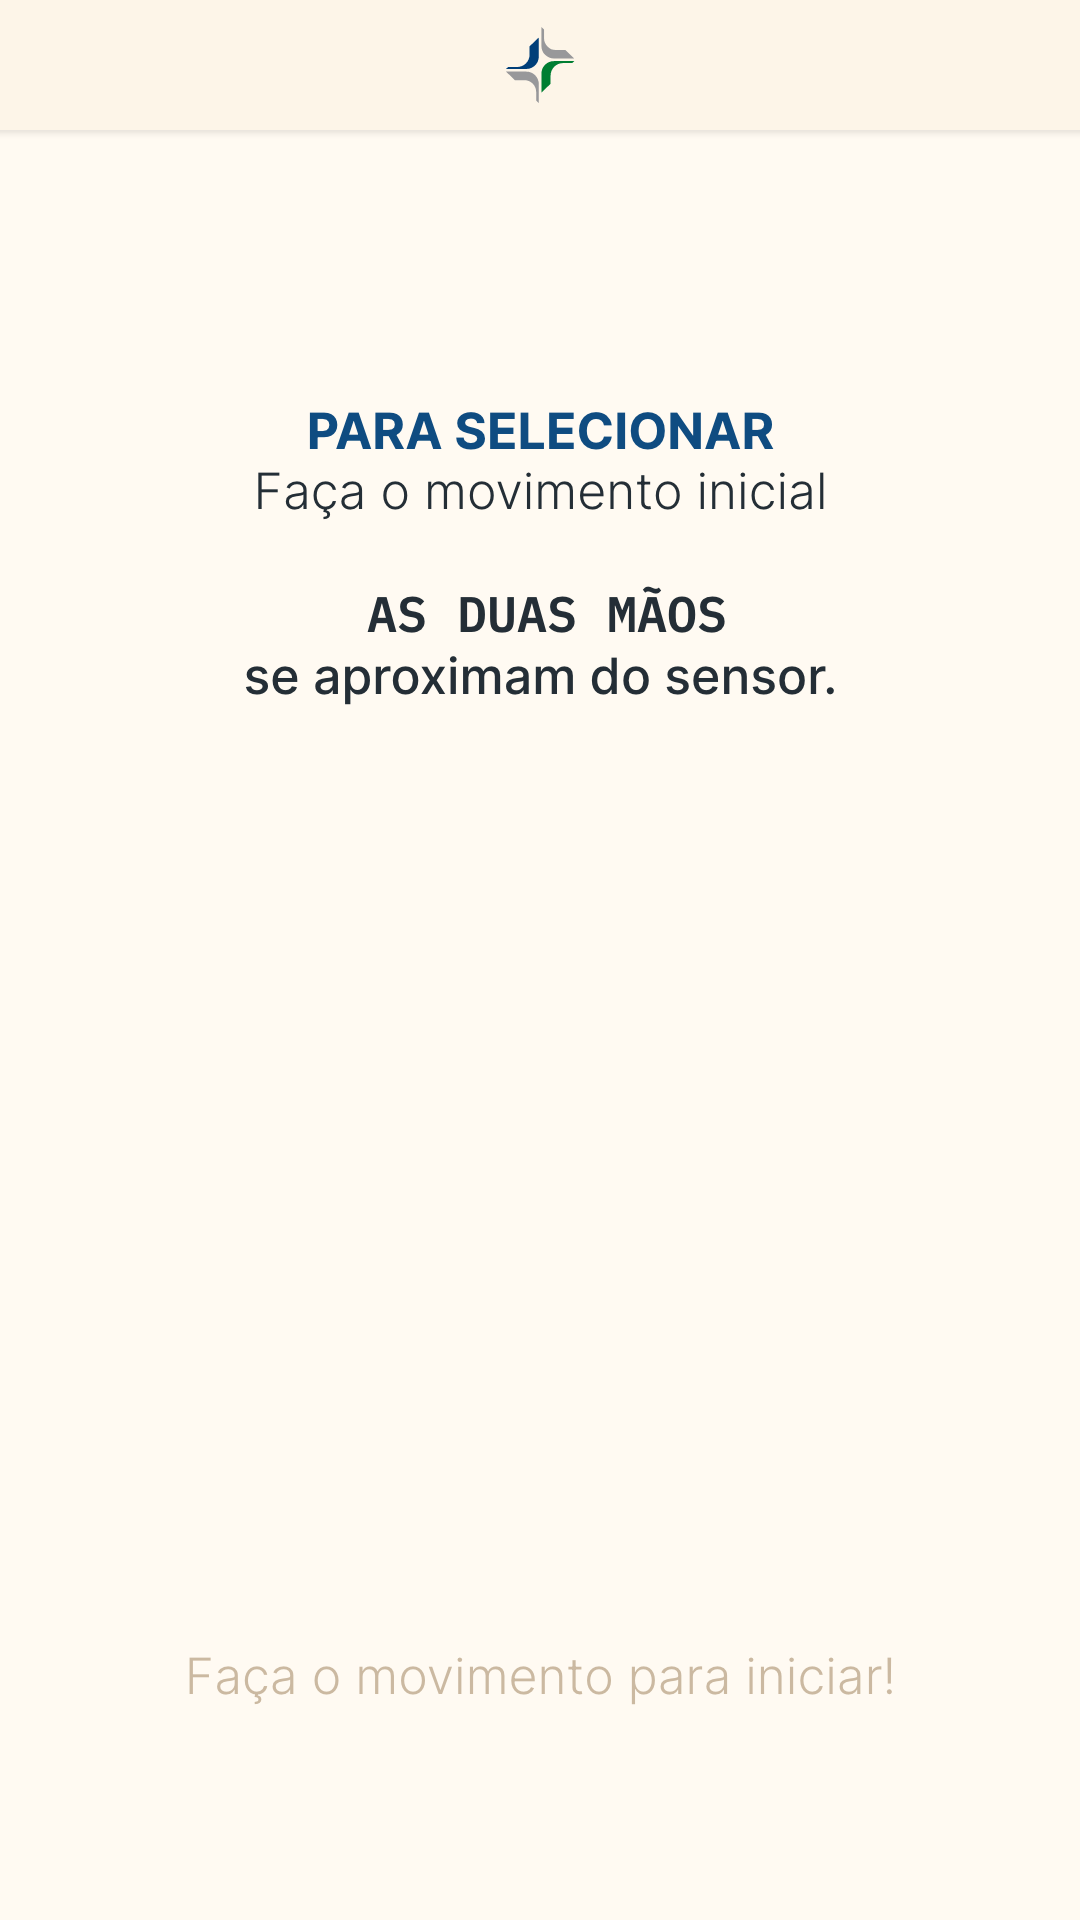 PARA SELECIONAR
Faça o movimento inicial
AS DUAS MÃOS
se aproximam do sensor.
Faça o movimento para iniciar!